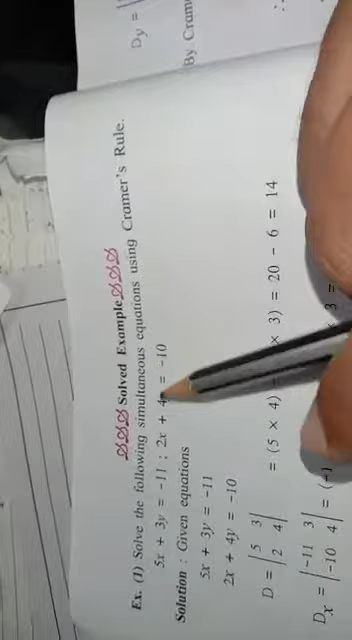 Solved Example
Ex. (1) Solve the following simultaneous equations using Cramer's Rule.
5x + 3y = -11 ; 2x + 4 = -10
Solution : Given equations
5x + 3y = -11
2x + 4y = -10
D = | 5 3 | = (5 × 4) - × 3) = 20 - 6 = 14
| 2 4 |
Dx = | -11 3 | = (-1 × 3 =
| -10 4 |
Dy =
By Cram